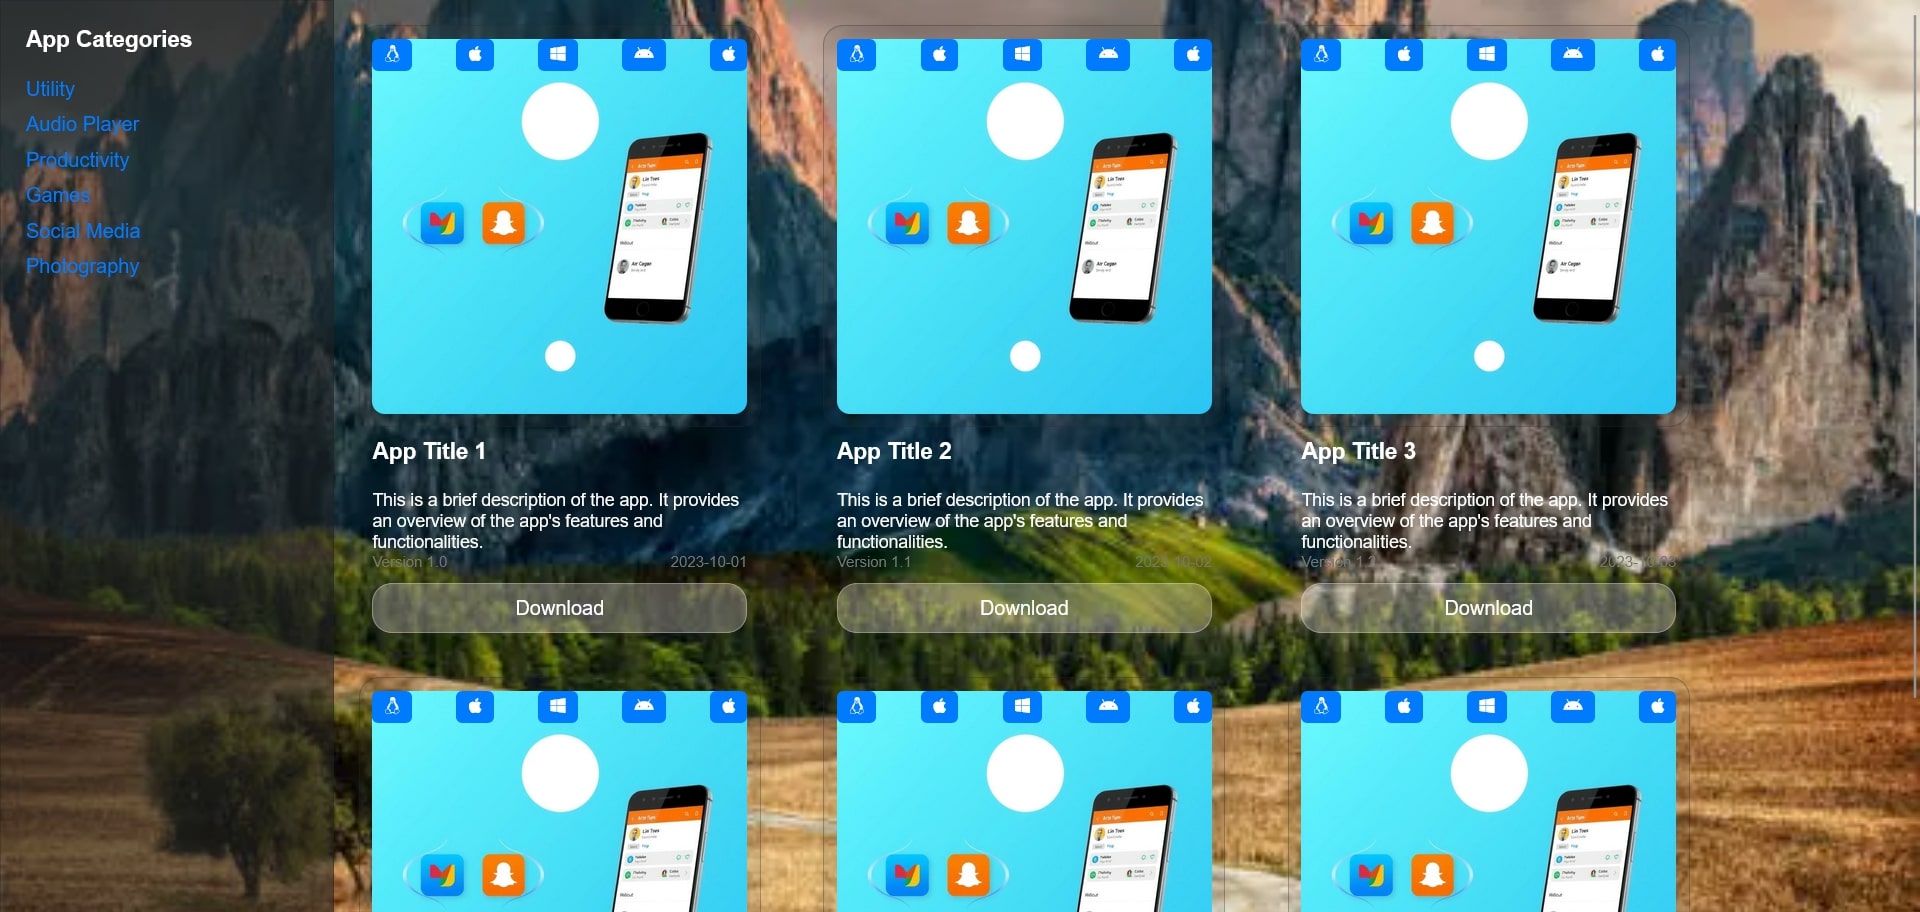 App Categories
Utility
Audio Player
Productivity
Games
Social Media
Photography
App Title 1
This is a brief description of the app. It provides
an overview of the app's features and
functionalities.
Version 1.0 2023-10-01
Download
App Title 2
This is a brief description of the app. It provides
an overview of the app's features and
functionalities.
Version 1.1 2023-10-02
Download
App Title 3
This is a brief description of the app. It provides
an overview of the app's features and
functionalities.
Version 1.2 2023-10-03
Download